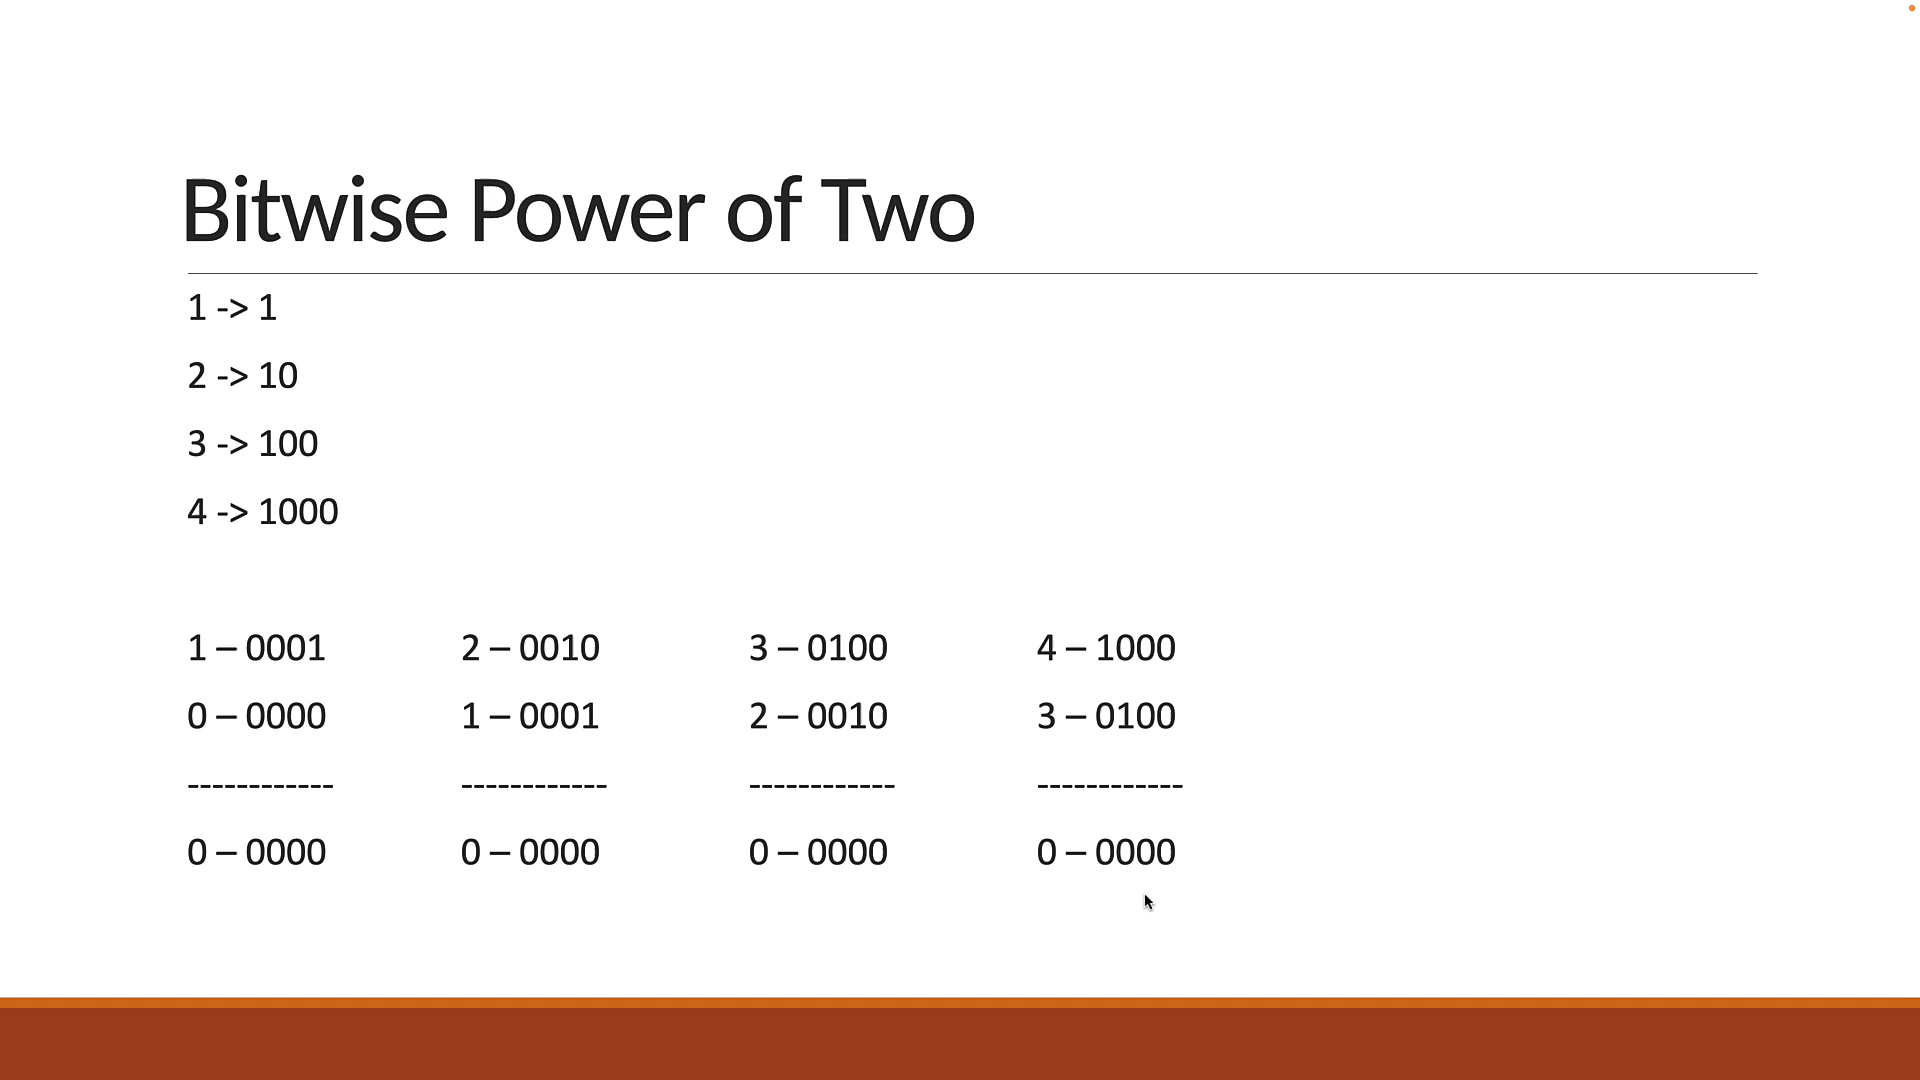 Bitwise Power of Two
1 -> 1
2 -> 10
3 -> 100
4 -> 1000
1 – 0001 2 – 0010 3 – 0100 4 – 1000
0 – 0000 1 – 0001 2 – 0010 3 – 0100
------------ ------------ ------------ ------------
0 – 0000 0 – 0000 0 – 0000 0 – 0000